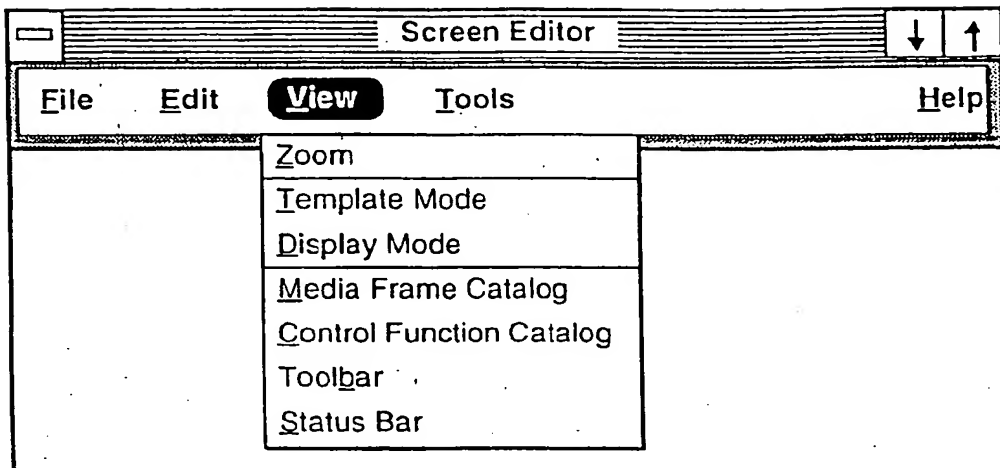 Screen Editor
File Edit View Tools Help
Zoom
Template Mode
Display Mode
Media Frame Catalog
Control Function Catalog
Toolbar
Status Bar